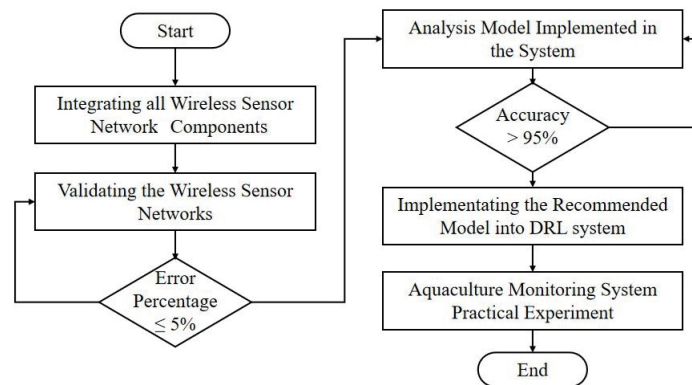 Start
Integrating all Wireless Sensor
Network Components
Validating the Wireless Sensor
Networks
Error
Percentage
≤ 5%
Analysis Model Implemented in
the System
Accuracy
> 95%
Implementating the Recommended
Model into DRL system
Aquaculture Monitoring System
Practical Experiment
End